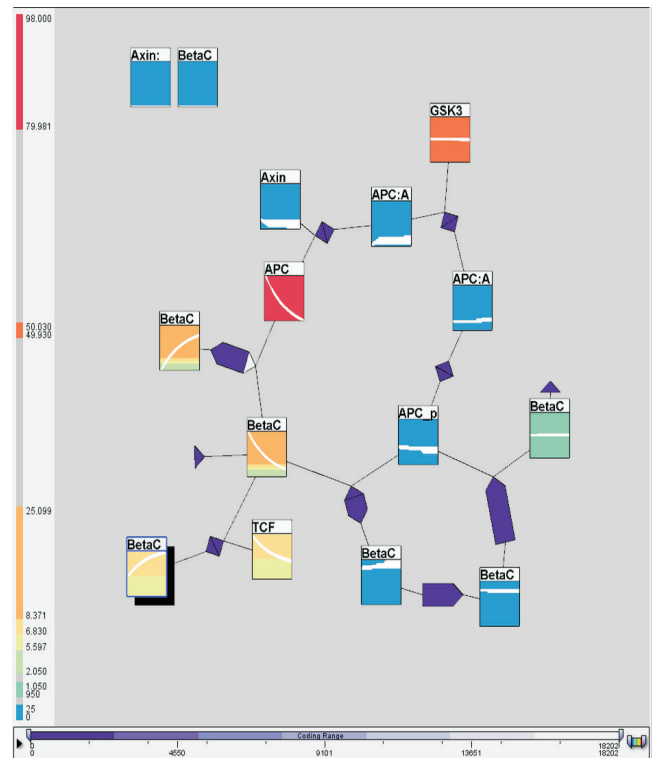 98.000
Axin: BetaC
79.981
GSK3
Axin
APC:A
APC
APC:A
BetaC
50.030
49.930
APC_p
BetaC
BetaC
25.099
TCF
BetaC
BetaC
BetaC
8.371
6.830
5.597
2.050
1.050
950
25
0
Coding Range
0 18202
0 4550 9101 13651 18202